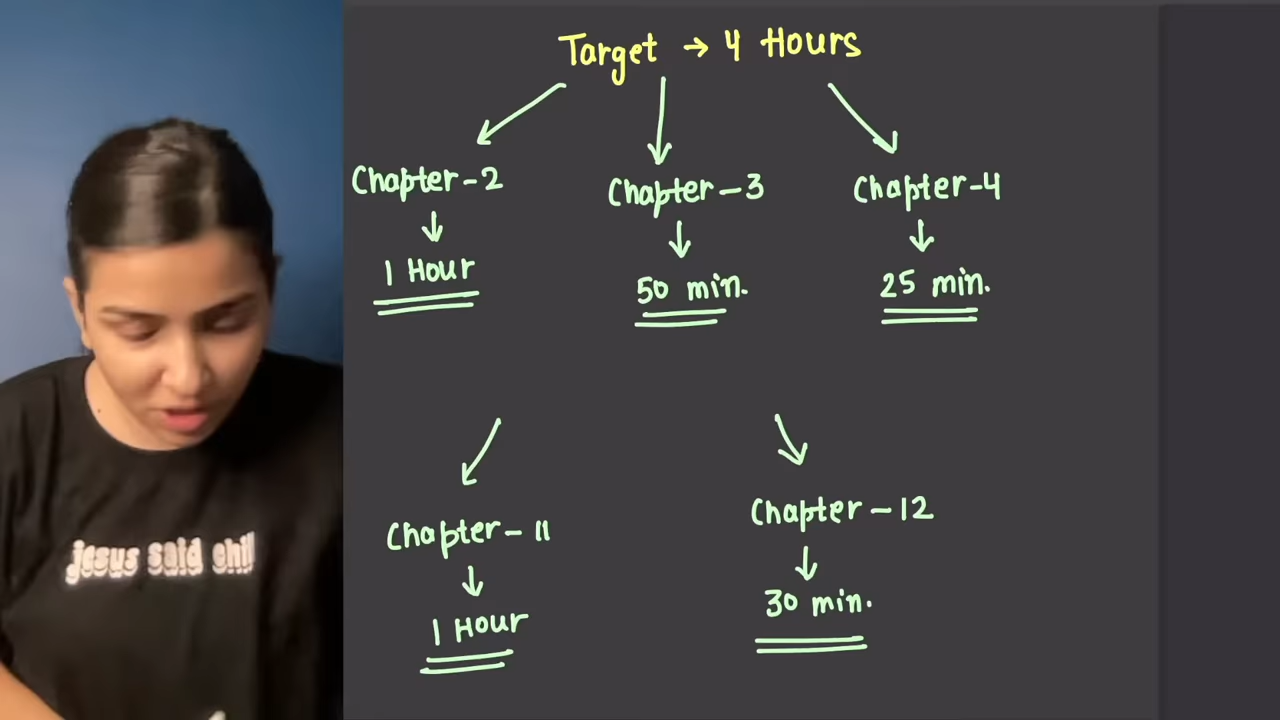 Target → 4 Hours
Chapter-2
Chapter-3
Chapter-4
1 Hour
50 min.
25 min.
Chapter-11
Chapter-12
1 Hour
30 min.
jesus said chill